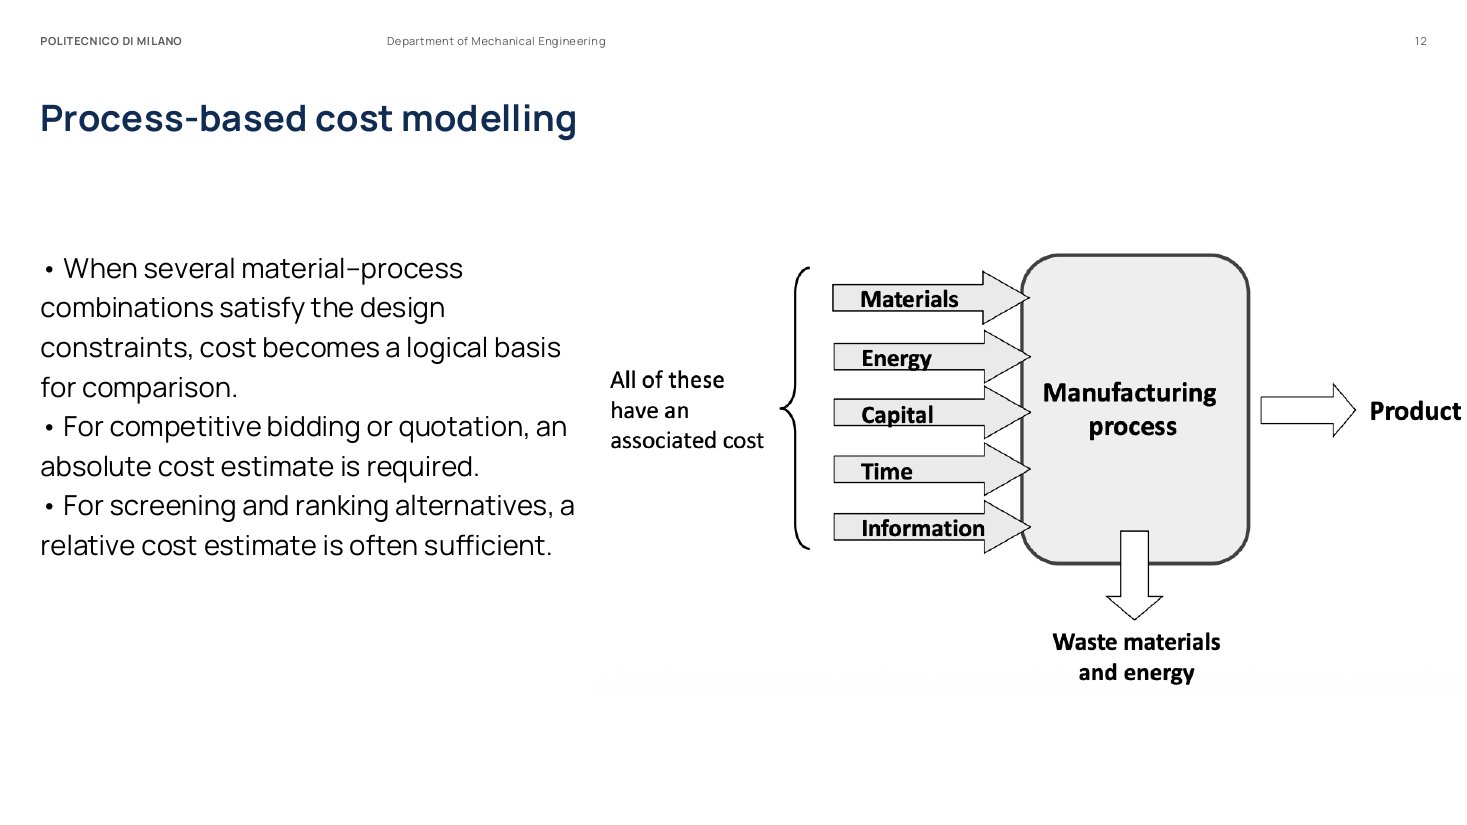 POLITECNICO DI MILANO
Department of Mechanical Engineering
12
Process-based cost modelling
• When several material–process
combinations satisfy the design
constraints, cost becomes a logical basis
for comparison.
• For competitive bidding or quotation, an
absolute cost estimate is required.
• For screening and ranking alternatives, a
relative cost estimate is often sufficient.
All of these
have an
associated cost
Materials
Energy
Capital
Time
Information
Manufacturing
process
Product
Waste materials
and energy